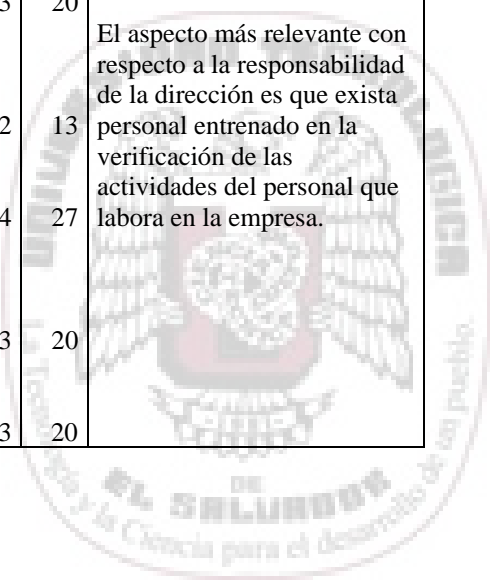 3 20
El aspecto más relevante con
respecto a la responsabilidad
de la dirección es que exista
2 13 personal entrenado en la
verificación de las
actividades del personal que
4 27 labora en la empresa.
3 20
3 20
DE
EL SALVADOR
La Tecnología y la Ciencia para el desarrollo de un pueblo.